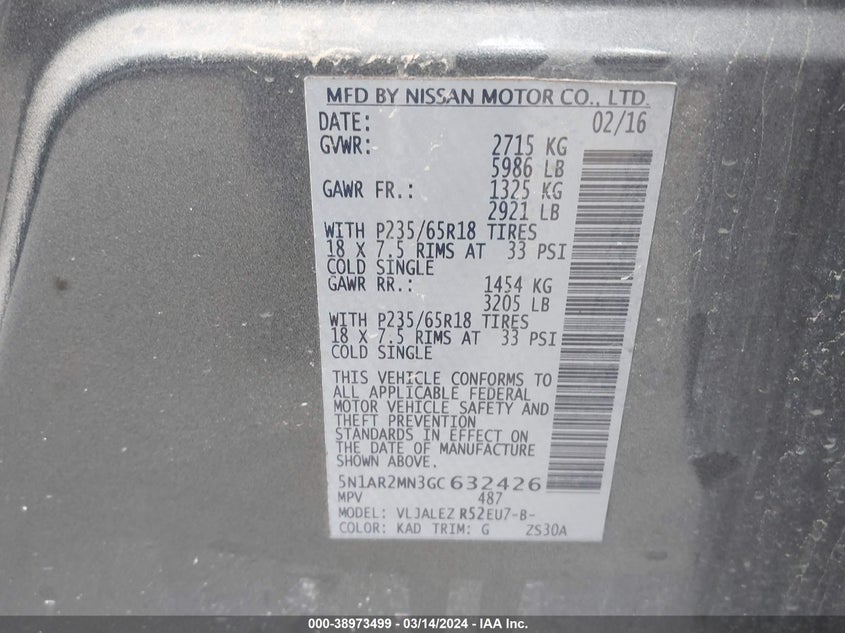 MFD BY NISSAN MOTOR CO., LTD.
DATE: 02/16
GVWR: 2715 KG
5986 LB
GAWR FR.: 1325 KG
2921 LB
WITH P235/65R18 TIRES
18 X 7.5 RIMS AT 33 PSI
COLD SINGLE
GAWR RR.: 1454 KG
3205 LB
WITH P235/65R18 TIRES
18 X 7.5 RIMS AT 33 PSI
COLD SINGLE
THIS VEHICLE CONFORMS TO
ALL APPLICABLE FEDERAL
MOTOR VEHICLE SAFETY AND
THEFT PREVENTION
STANDARDS IN EFFECT ON
THE DATE OF MANUFACTURE
SHOWN ABOVE.
5N1AR2MN3GC632426
MPV 487
MODEL: VLJALEZ R52EU7-B-
COLOR: KAD TRIM: G ZS30A
000-38973499 - 03/14/2024 - IAA Inc.